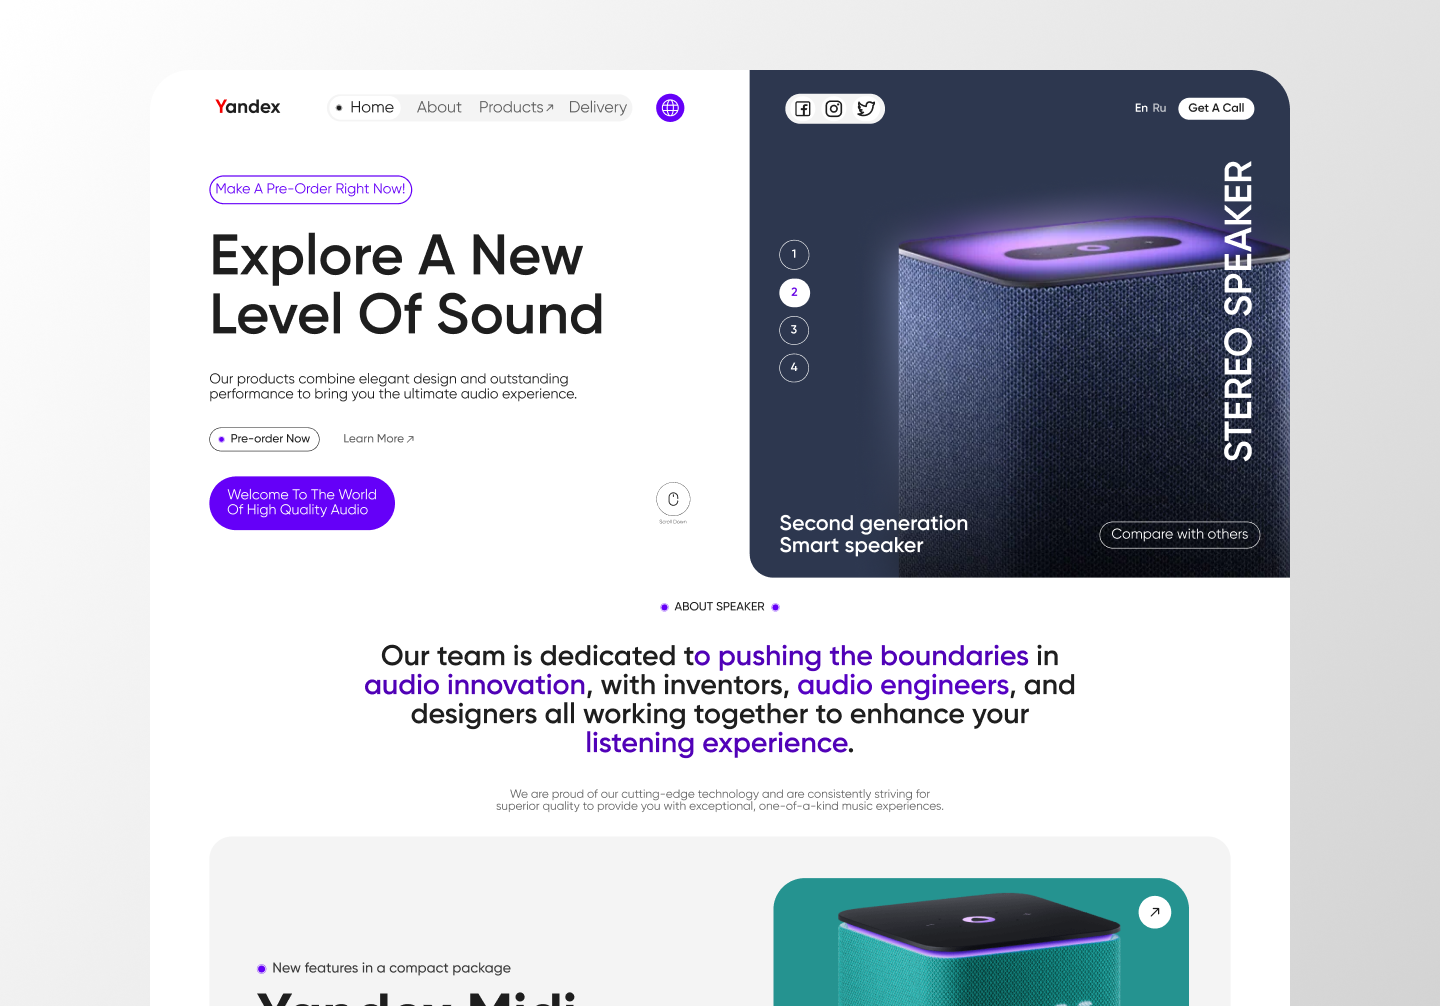 Yandex
Home
About
Products
Delivery
En Ru
Get A Call
Make A Pre-Order Right Now!
Explore A New
Level Of Sound
Our products combine elegant design and outstanding
performance to bring you the ultimate audio experience.
Pre-order Now
Learn More
Welcome To The World
Of High Quality Audio
Scroll Down
1
2
3
4
STEREO SPEAKER
Second generation
Smart speaker
Compare with others
ABOUT SPEAKER
Our team is dedicated to pushing the boundaries in
audio innovation, with inventors, audio engineers, and
designers all working together to enhance your
listening experience.
We are proud of our cutting-edge technology and are consistently striving for
superior quality to provide you with exceptional, one-of-a-kind music experiences.
New features in a compact package
Yandex Midi